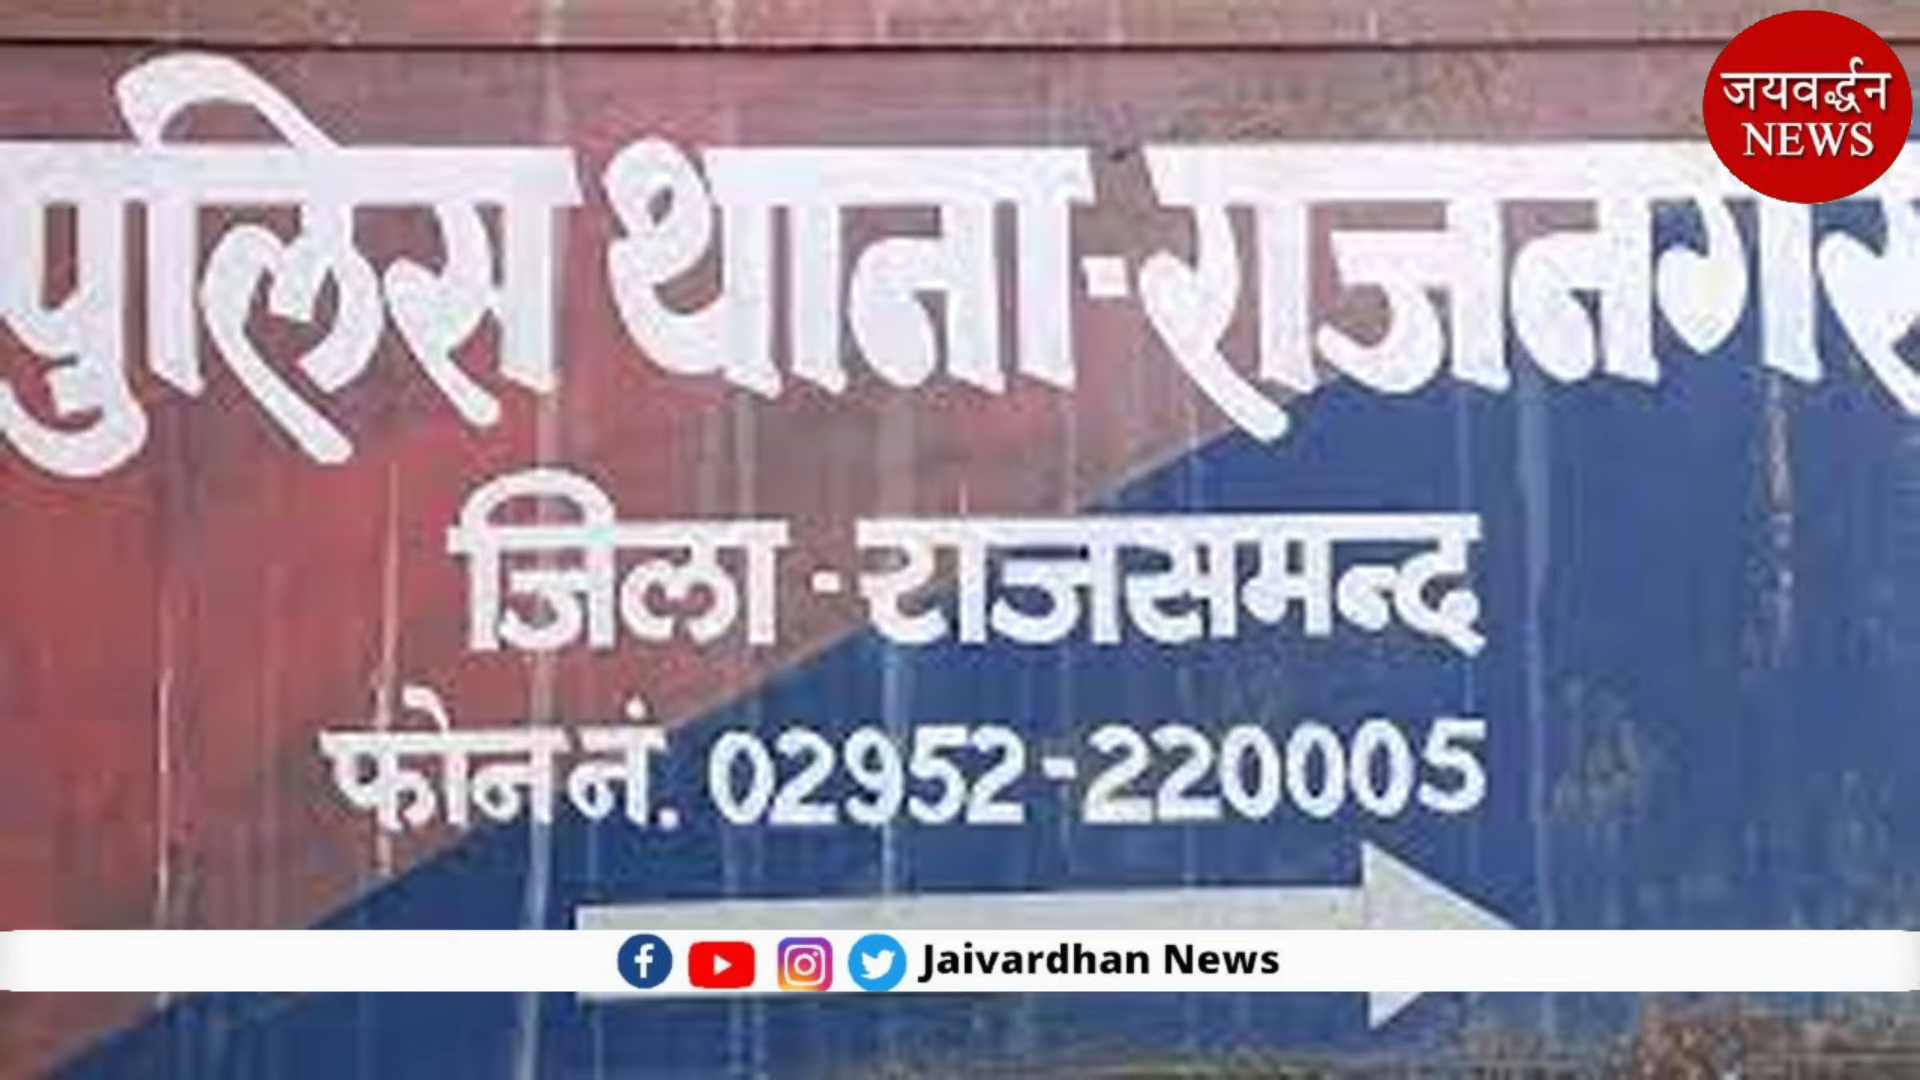 जयवर्द्धन
NEWS
पुलिस थाना-राजनगर
जिला-राजसमन्द
फोन नं. 02952-220005
Jaivardhan News